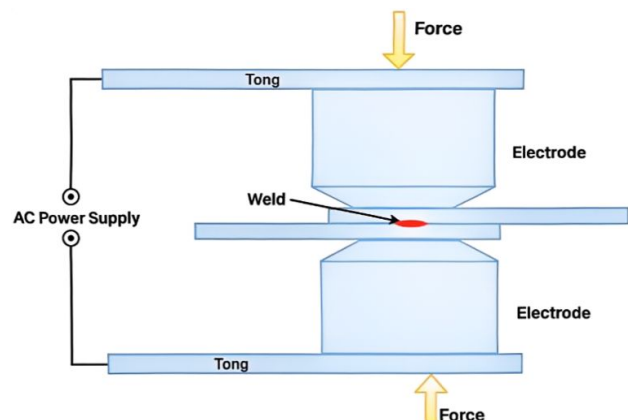 Force
Tong
Electrode
Weld
AC Power Supply
Electrode
Tong
Force